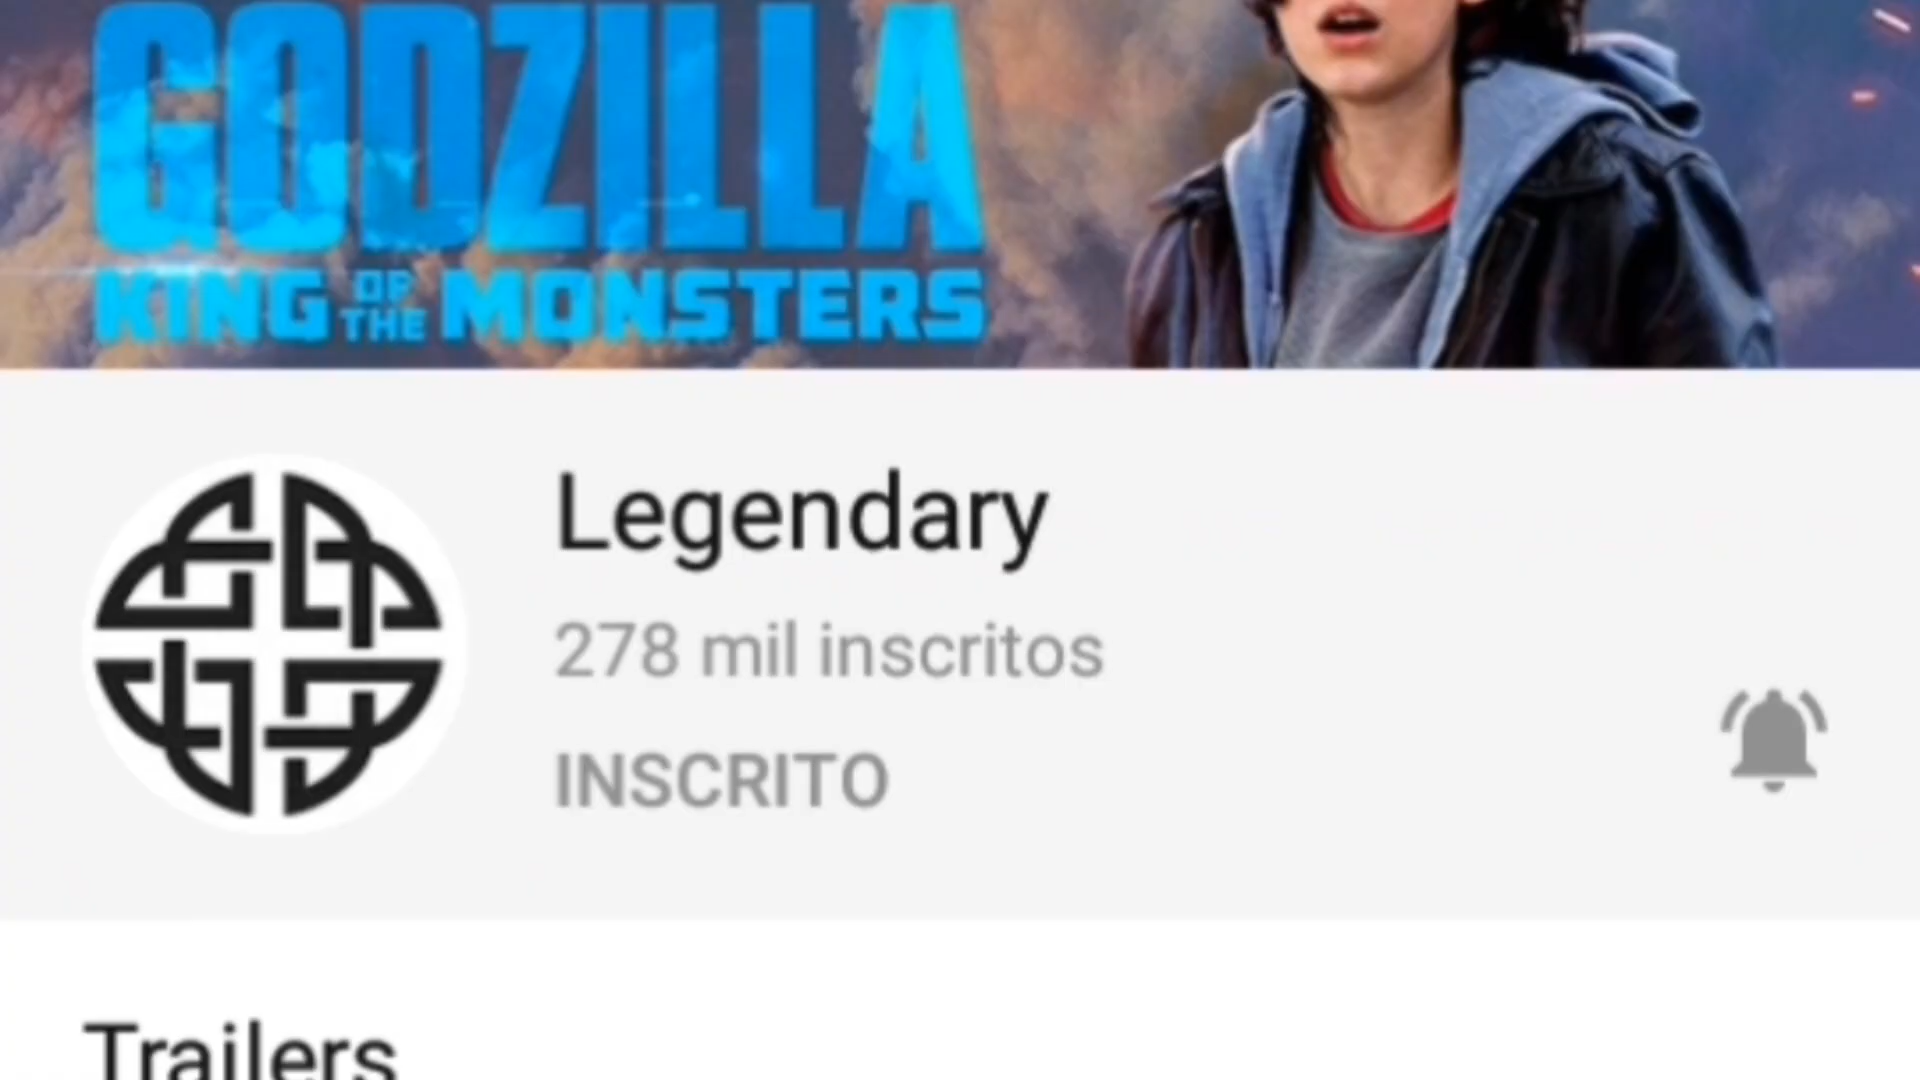 GODZILLA
KING OF THE MONSTERS
Legendary
278 mil inscritos
INSCRITO
Trailers